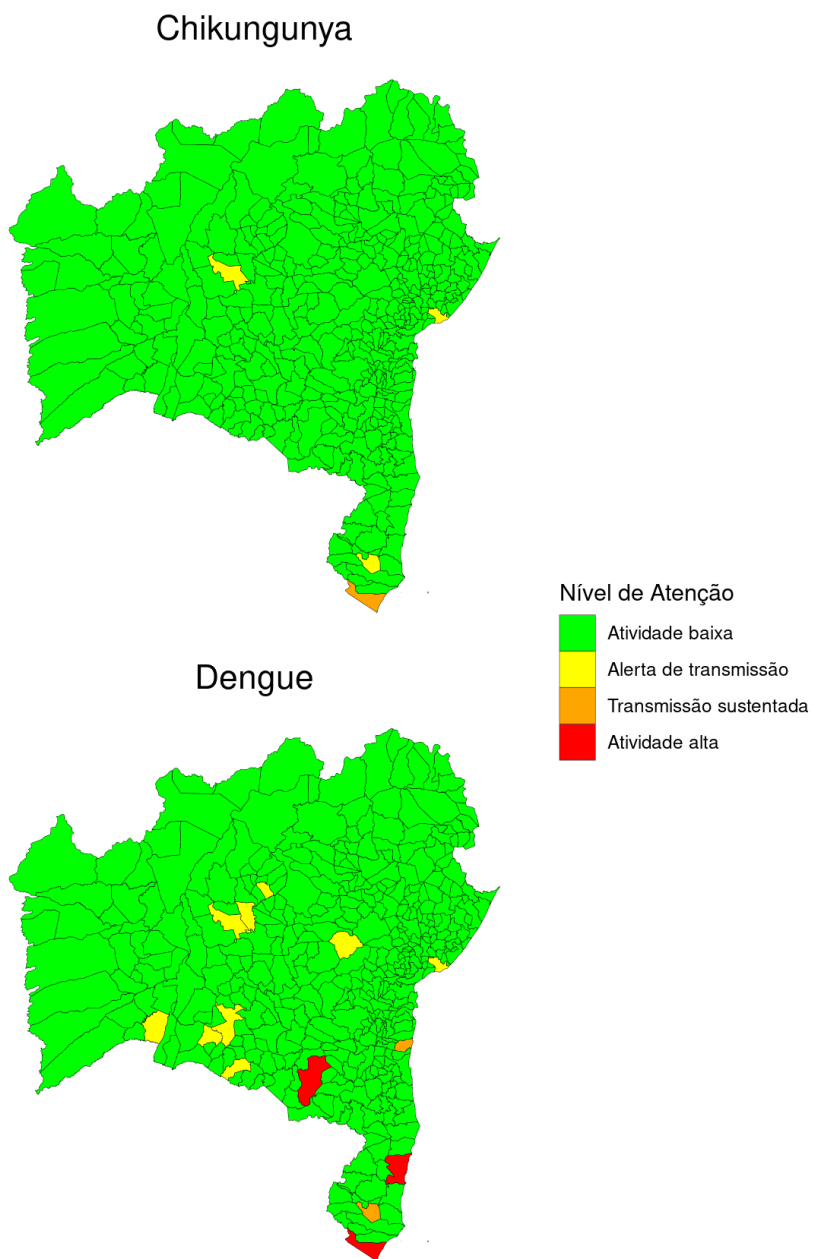 Chikungunya
Nível de Atenção
Atividade baixa
Alerta de transmissão
Transmissão sustentada
Atividade alta
Dengue